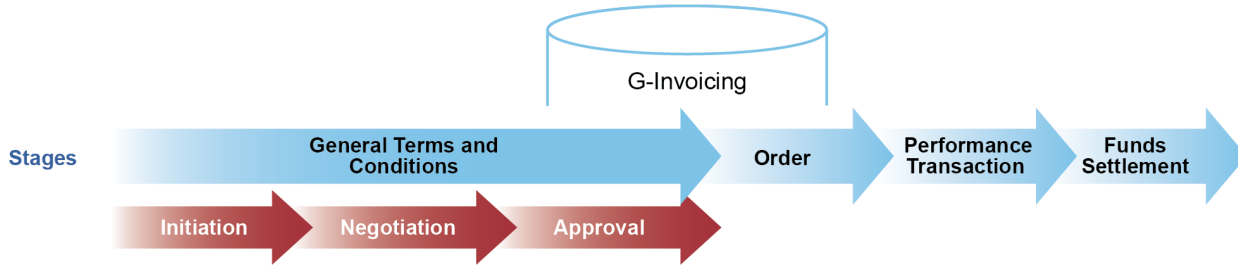 G-Invoicing
Stages
General Terms and
Conditions
Order
Performance
Transaction
Funds
Settlement
Initiation
Negotiation
Approval